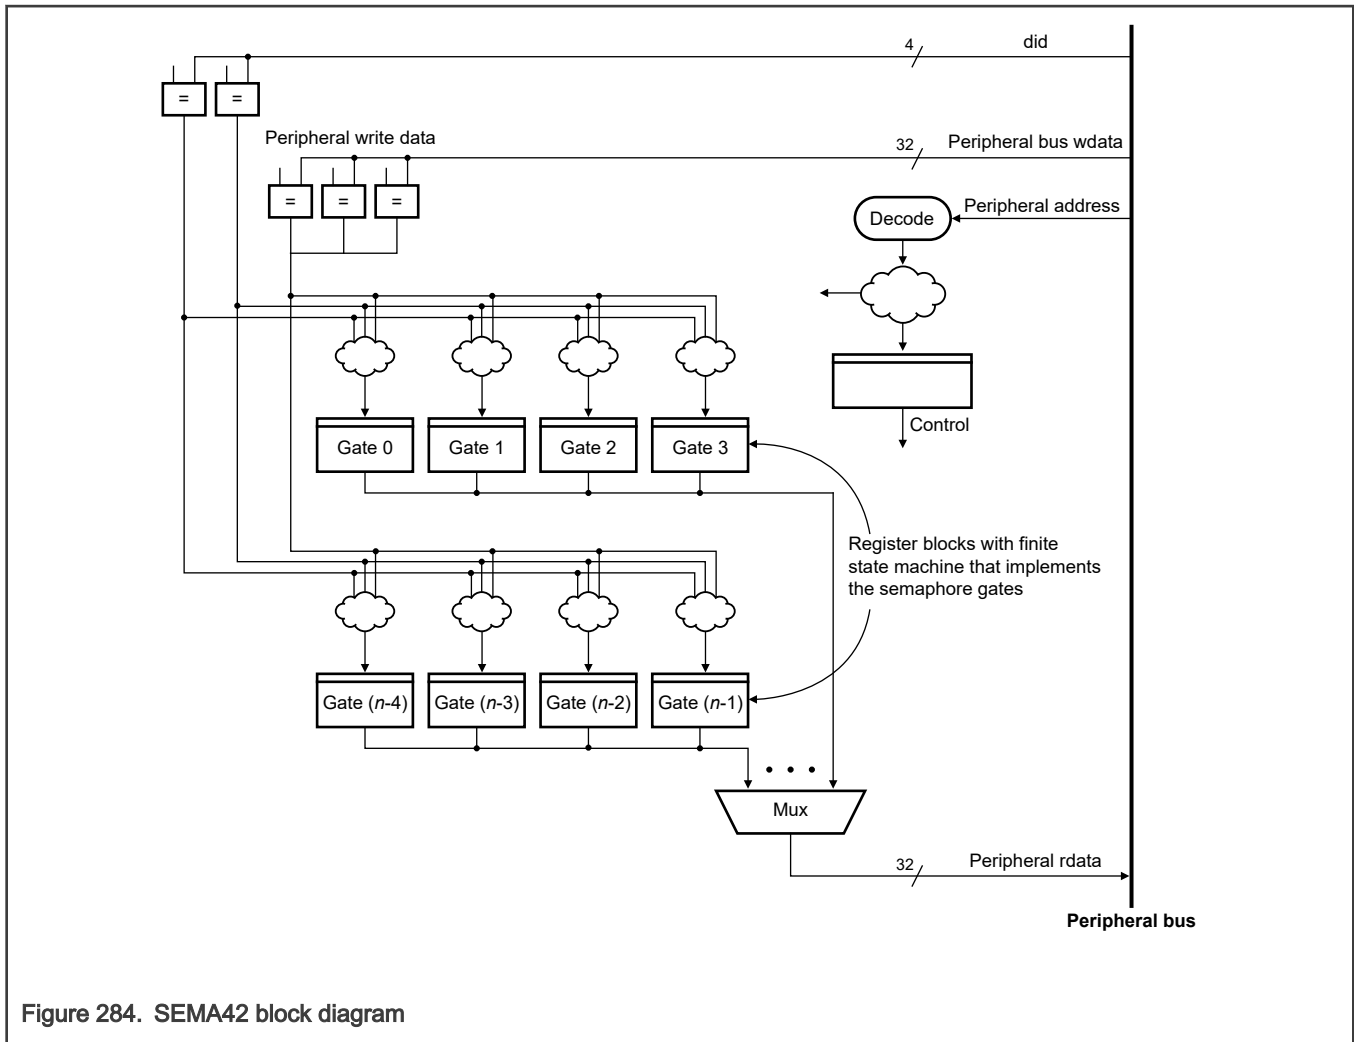 4
did
=
=
Peripheral write data
32
Peripheral bus wdata
=
=
=
Peripheral address
Decode
Gate 0
Gate 1
Gate 2
Gate 3
Control
Register blocks with finite
state machine that implements
the semaphore gates
Gate (n-4)
Gate (n-3)
Gate (n-2)
Gate (n-1)
• • •
Mux
32
Peripheral rdata
Peripheral bus
Figure 284. SEMA42 block diagram